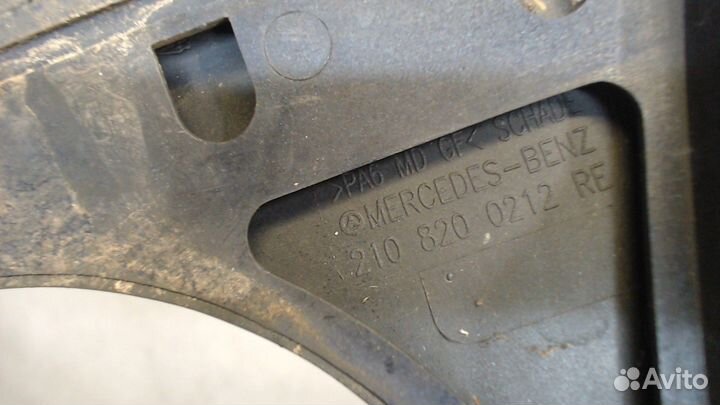 >PA6 MD GF< SCHADE
MERCEDES-BENZ
210 820 0212 RE
Avito